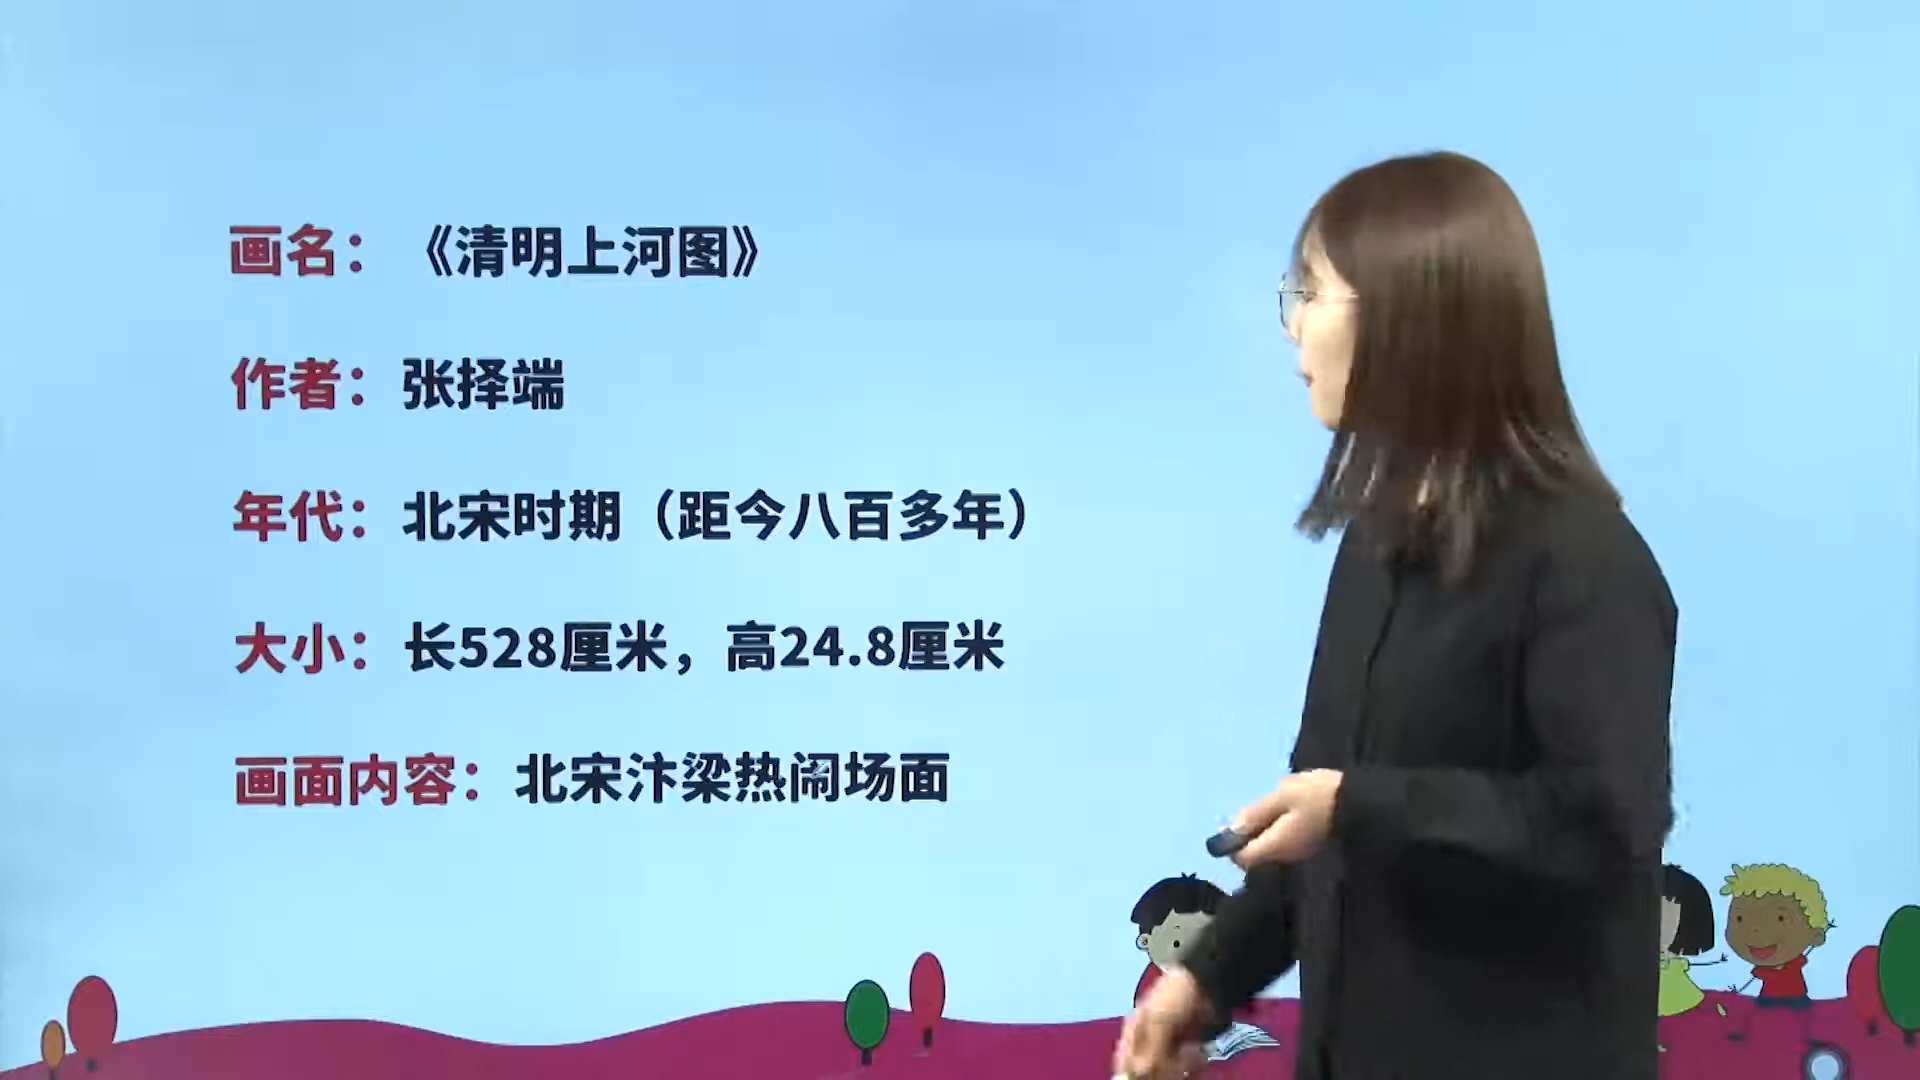 画名：《清明上河图》
作者：张择端
年代：北宋时期（距今八百多年）
大小：长528厘米，高24.8厘米
画面内容：北宋汴梁热闹场面